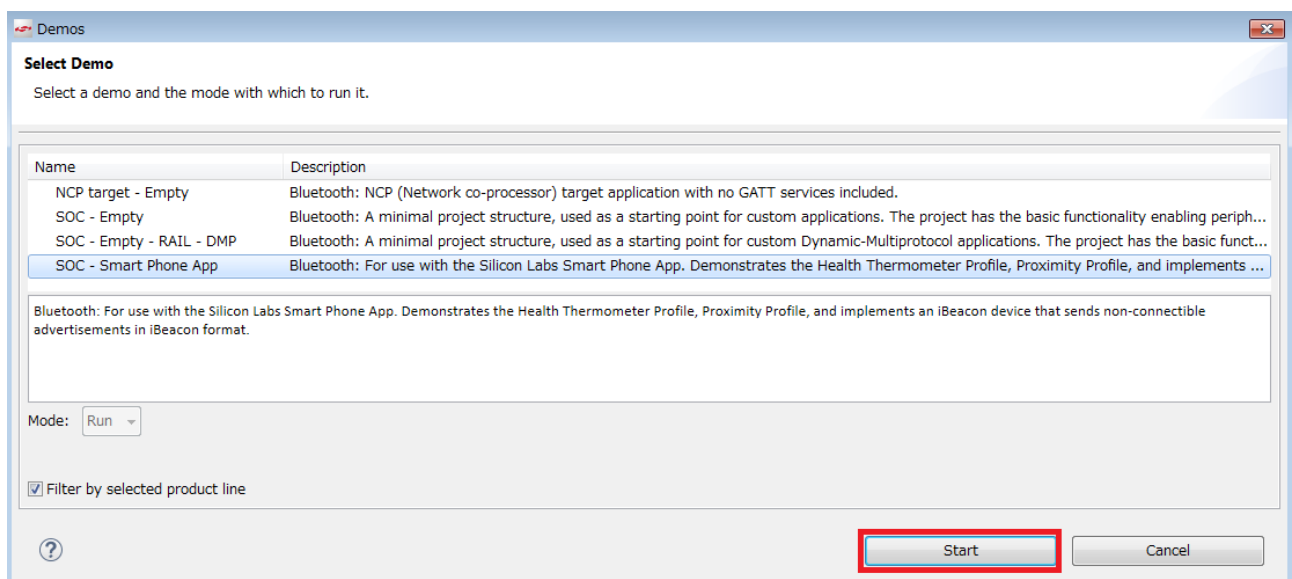 Demos
Select Demo
Select a demo and the mode with which to run it.
Name Description
NCP target - Empty Bluetooth: NCP (Network co-processor) target application with no GATT services included.
SOC - Empty Bluetooth: A minimal project structure, used as a starting point for custom applications. The project has the basic functionality enabling periph...
SOC - Empty - RAIL - DMP Bluetooth: A minimal project structure, used as a starting point for custom Dynamic-Multiprotocol applications. The project has the basic funct...
SOC - Smart Phone App Bluetooth: For use with the Silicon Labs Smart Phone App. Demonstrates the Health Thermometer Profile, Proximity Profile, and implements ...
Bluetooth: For use with the Silicon Labs Smart Phone App. Demonstrates the Health Thermometer Profile, Proximity Profile, and implements an iBeacon device that sends non-connectible
advertisements in iBeacon format.
Mode: Run
Filter by selected product line
? Start Cancel